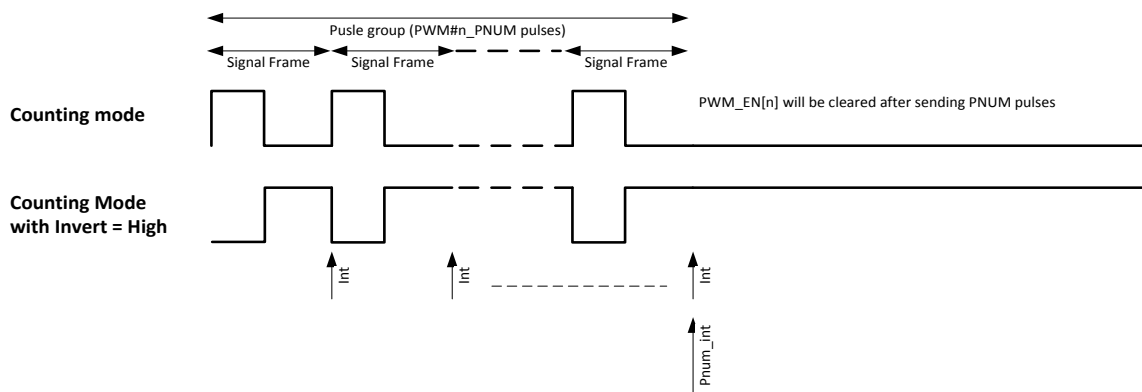 Pusle group (PWM#n_PNUM pulses)
Signal Frame
Signal Frame
Signal Frame
Counting mode
PWM_EN[n] will be cleared after sending PNUM pulses
Counting Mode
with Invert = High
Int
Int
Int
Pnum_int